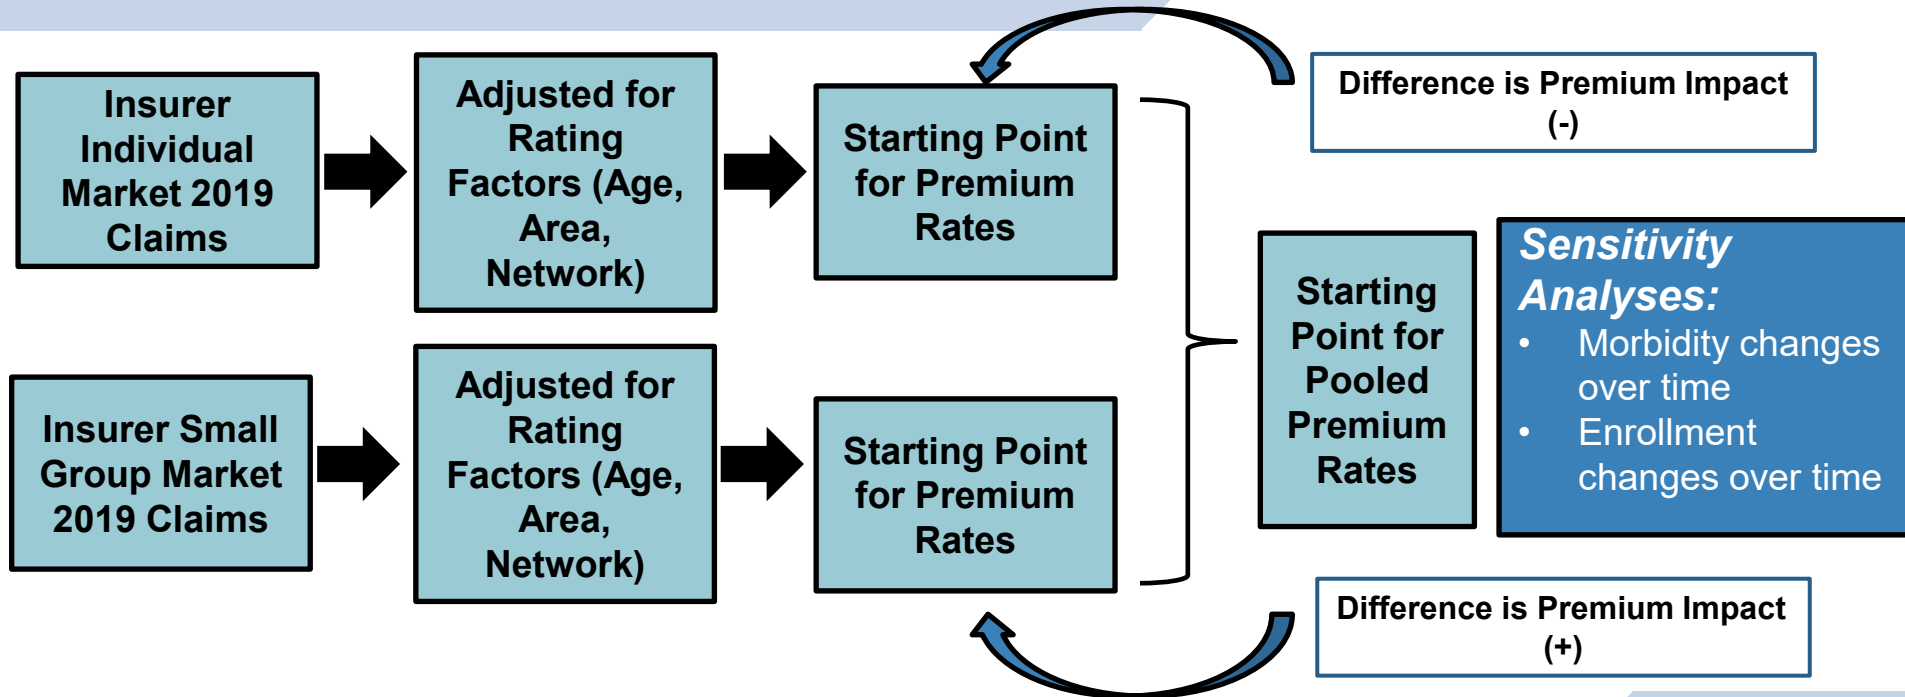 Insurer
Individual
Market 2019
Claims
Adjusted for
Rating
Factors (Age,
Area,
Network)
Starting Point
for Premium
Rates
Difference is Premium Impact
(-)
Insurer Small
Group Market
2019 Claims
Adjusted for
Rating
Factors (Age,
Area,
Network)
Starting Point
for Premium
Rates
Starting
Point for
Pooled
Premium
Rates
Sensitivity
Analyses:
• Morbidity changes
over time
• Enrollment
changes over time
Difference is Premium Impact
(+)